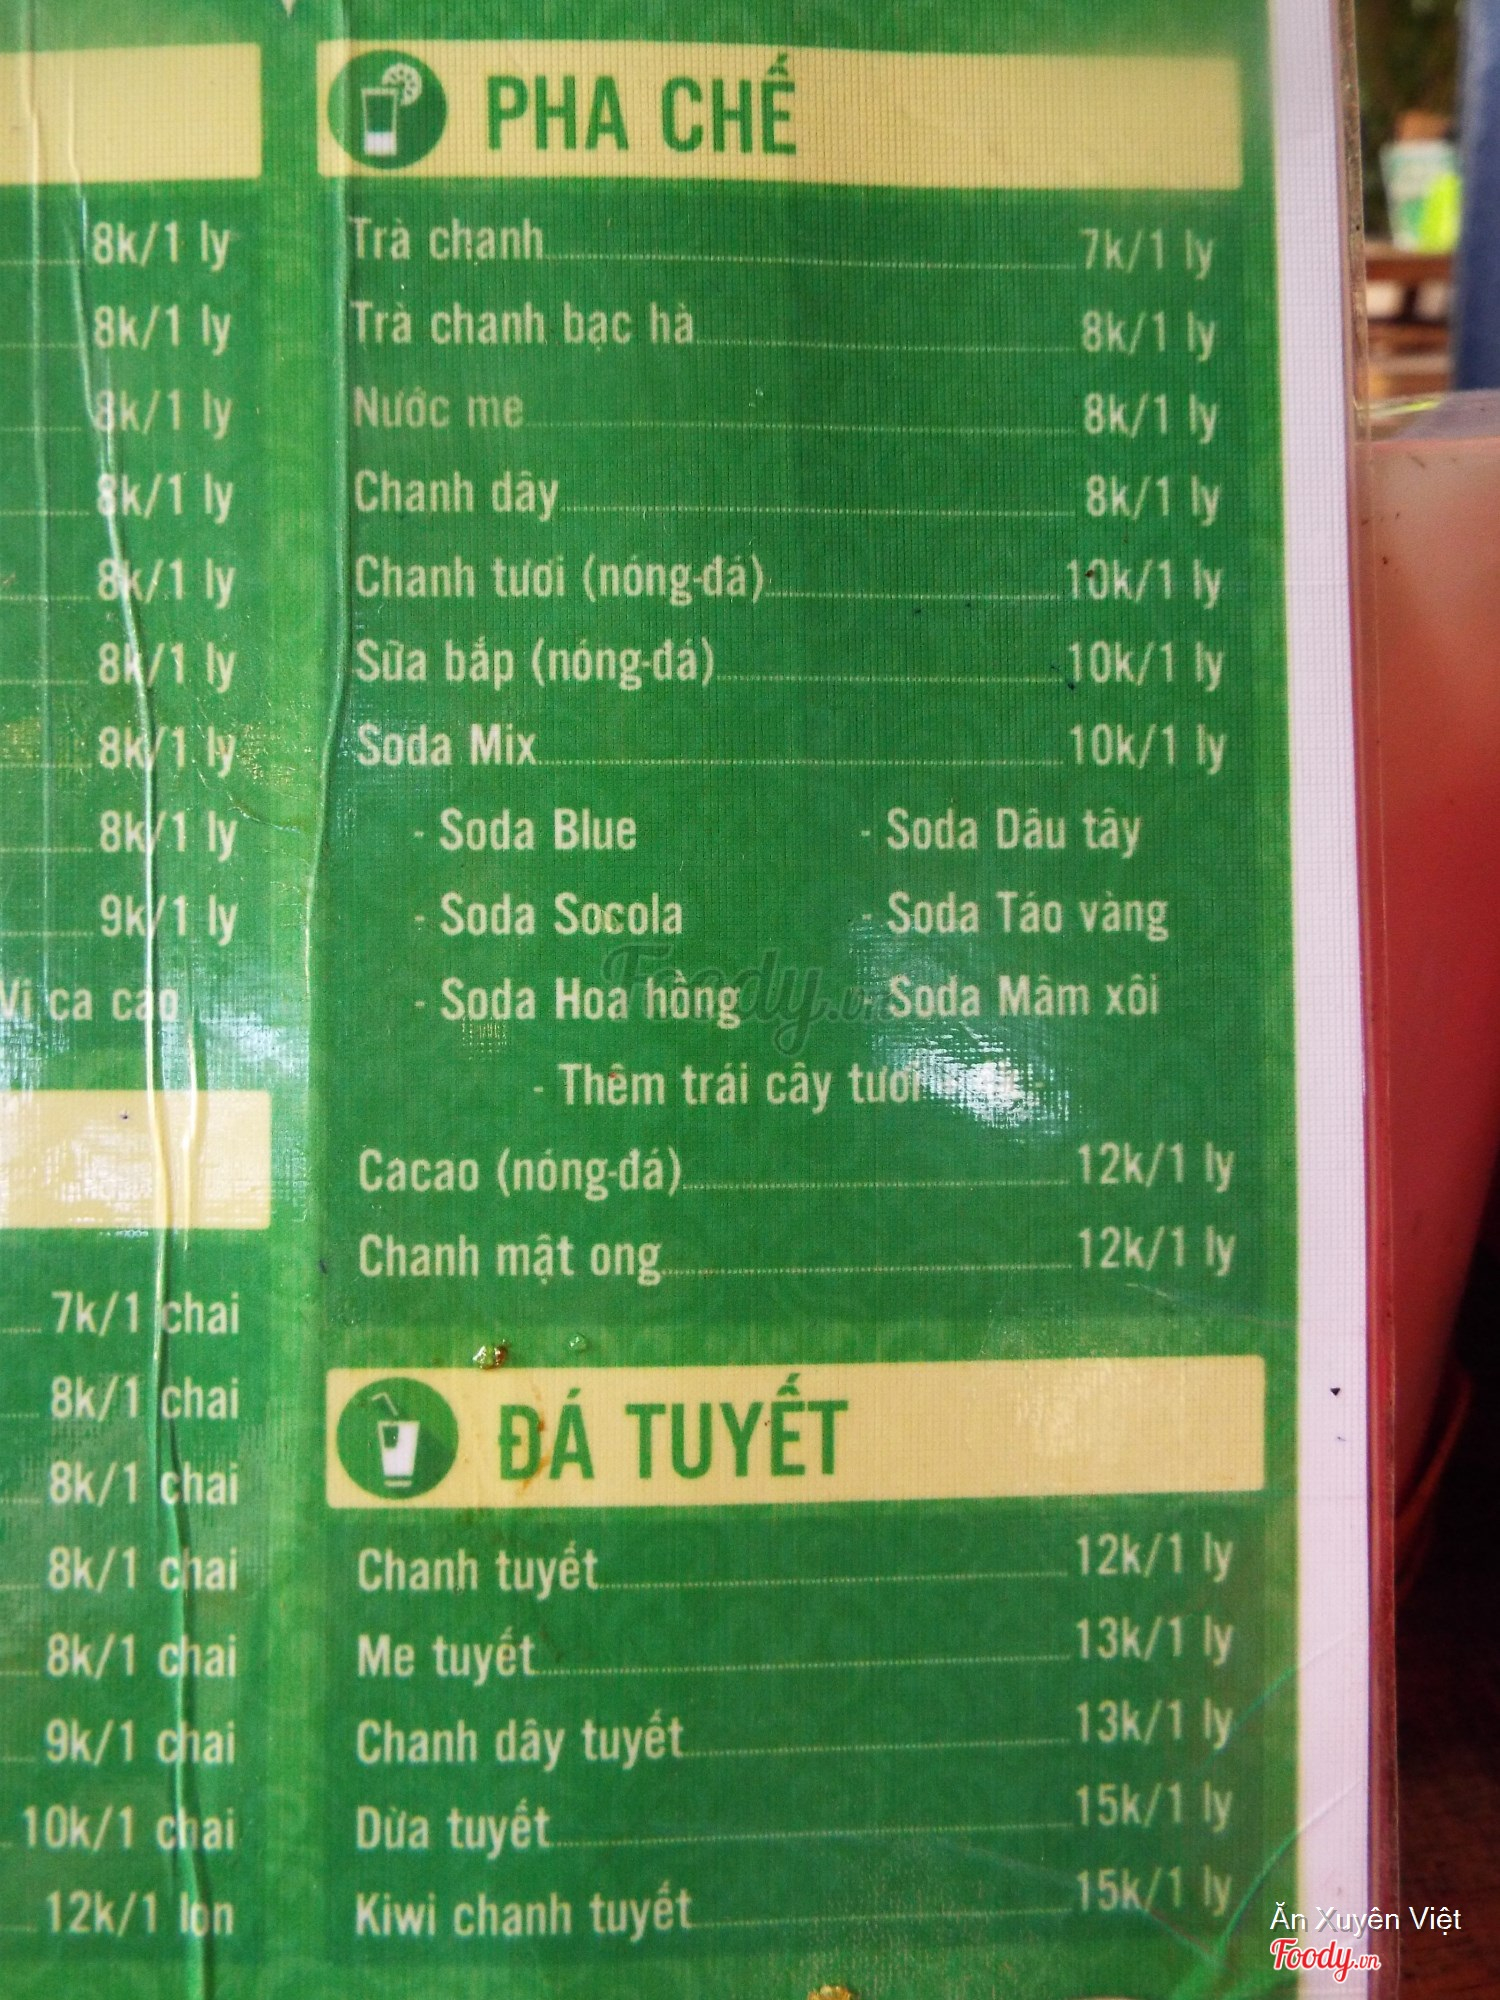 8k/1 ly
8k/1 ly
8k/1 ly
8k/1 ly
8k/1 ly
8k/1 ly
8k/1 ly
8k/1 ly
9k/1 ly
Vi ca cao
7k/1 chai
8k/1 chai
8k/1 chai
8k/1 chai
8k/1 chai
9k/1 chai
10k/1 chai
12k/1 lon
PHA CHẾ
Trà chanh 7k/1 ly
Trà chanh bạc hà 8k/1 ly
Nước me 8k/1 ly
Chanh dây 8k/1 ly
Chanh tươi (nóng-đá) 10k/1 ly
Sữa bắp (nóng-đá) 10k/1 ly
Soda Mix 10k/1 ly
- Soda Blue - Soda Dâu tây
- Soda Socola - Soda Táo vàng
- Soda Hoa hồng - Soda Mâm xôi
- Thêm trái cây tươi
Cacao (nóng-đá) 12k/1 ly
Chanh mật ong 12k/1 ly
ĐÁ TUYẾT
Chanh tuyết 12k/1 ly
Me tuyết 13k/1 ly
Chanh dây tuyết 13k/1 ly
Dừa tuyết 15k/1 ly
Kiwi chanh tuyết 15k/1 ly
Foody.vn
Ăn Xuyên Việt
Foody.vn